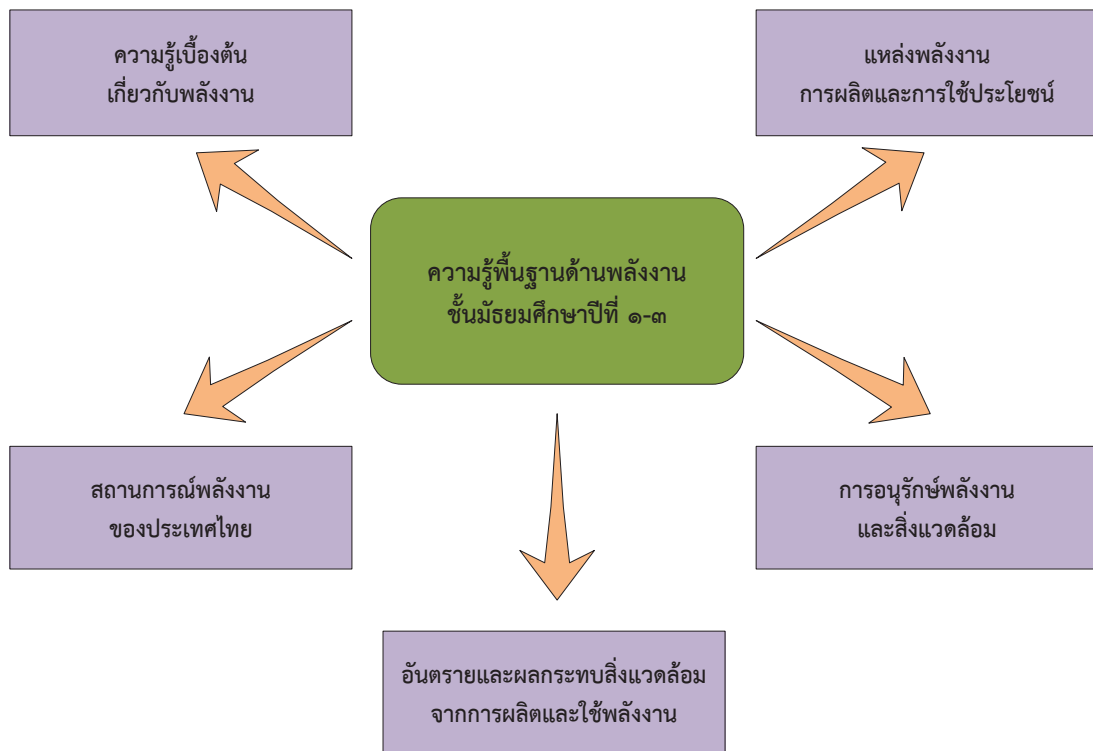 ความรู้เบื้องต้น
เกี่ยวกับพลังงาน
แหล่งพลังงาน
การผลิตและการใช้ประโยชน์
ความรู้พื้นฐานด้านพลังงาน
ชั้นมัธยมศึกษาปีที่ ๑-๓
สถานการณ์พลังงาน
ของประเทศไทย
การอนุรักษ์พลังงาน
และสิ่งแวดล้อม
อันตรายและผลกระทบสิ่งแวดล้อม
จากการผลิตและใช้พลังงาน